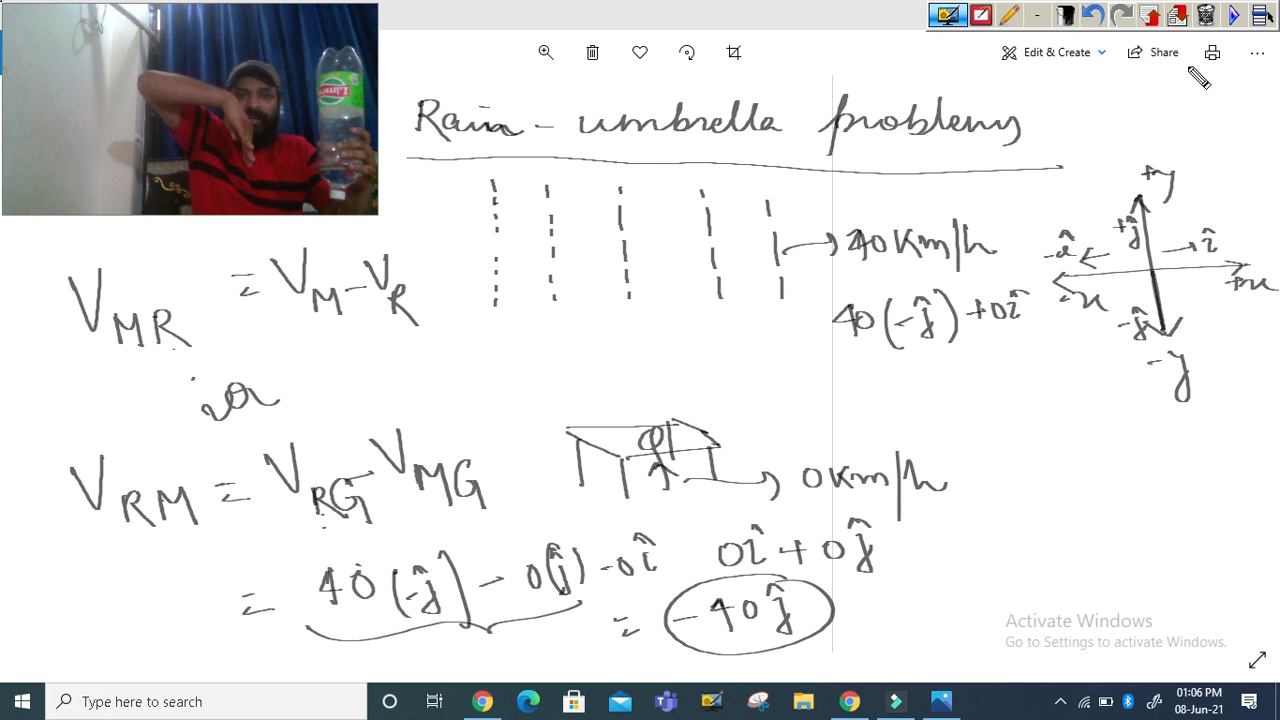 Edit & Create
Share
Rain - umbrella problems
+y
+ĵ
-î
î
-x
+x
-ĵ
-y
40 Km/h
40(-ĵ)+0î
V_MR = V_M - V_R
V_RM = V_RG - V_MG
0 Km/h
0î + 0ĵ
= 40(-ĵ) - 0(ĵ) - 0î
= -40ĵ
Activate Windows
Go to Settings to activate Windows.
Type here to search
01:06 PM
08-Jun-21